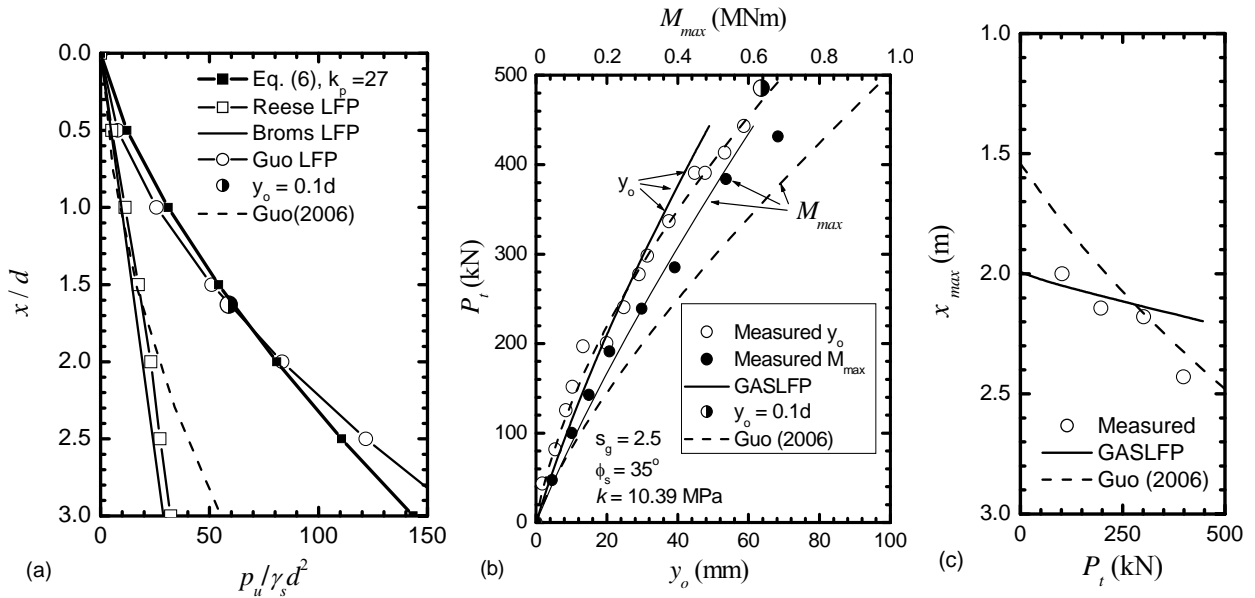 0.0
0.5
1.0
1.5
2.0
2.5
3.0
x / d
Eq. (6), k_p =27
Reese LFP
Broms LFP
Guo LFP
y_o = 0.1d
Guo(2006)
0 50 100 150
(a)
p_u/γ_s d^2
M_max (MNm)
0.0 0.2 0.4 0.6 0.8 1.0
500
400
300
200
100
0
P_t (kN)
y_o
M_max
Measured y_o
Measured M_max
GASLFP
y_o = 0.1d
Guo (2006)
s_g = 2.5
ϕ_s = 35°
k = 10.39 MPa
0 20 40 60 80 100
(b)
y_o (mm)
1.0
1.5
2.0
2.5
3.0
x_max (m)
Measured
GASLFP
Guo (2006)
0 250 500
(c)
P_t (kN)